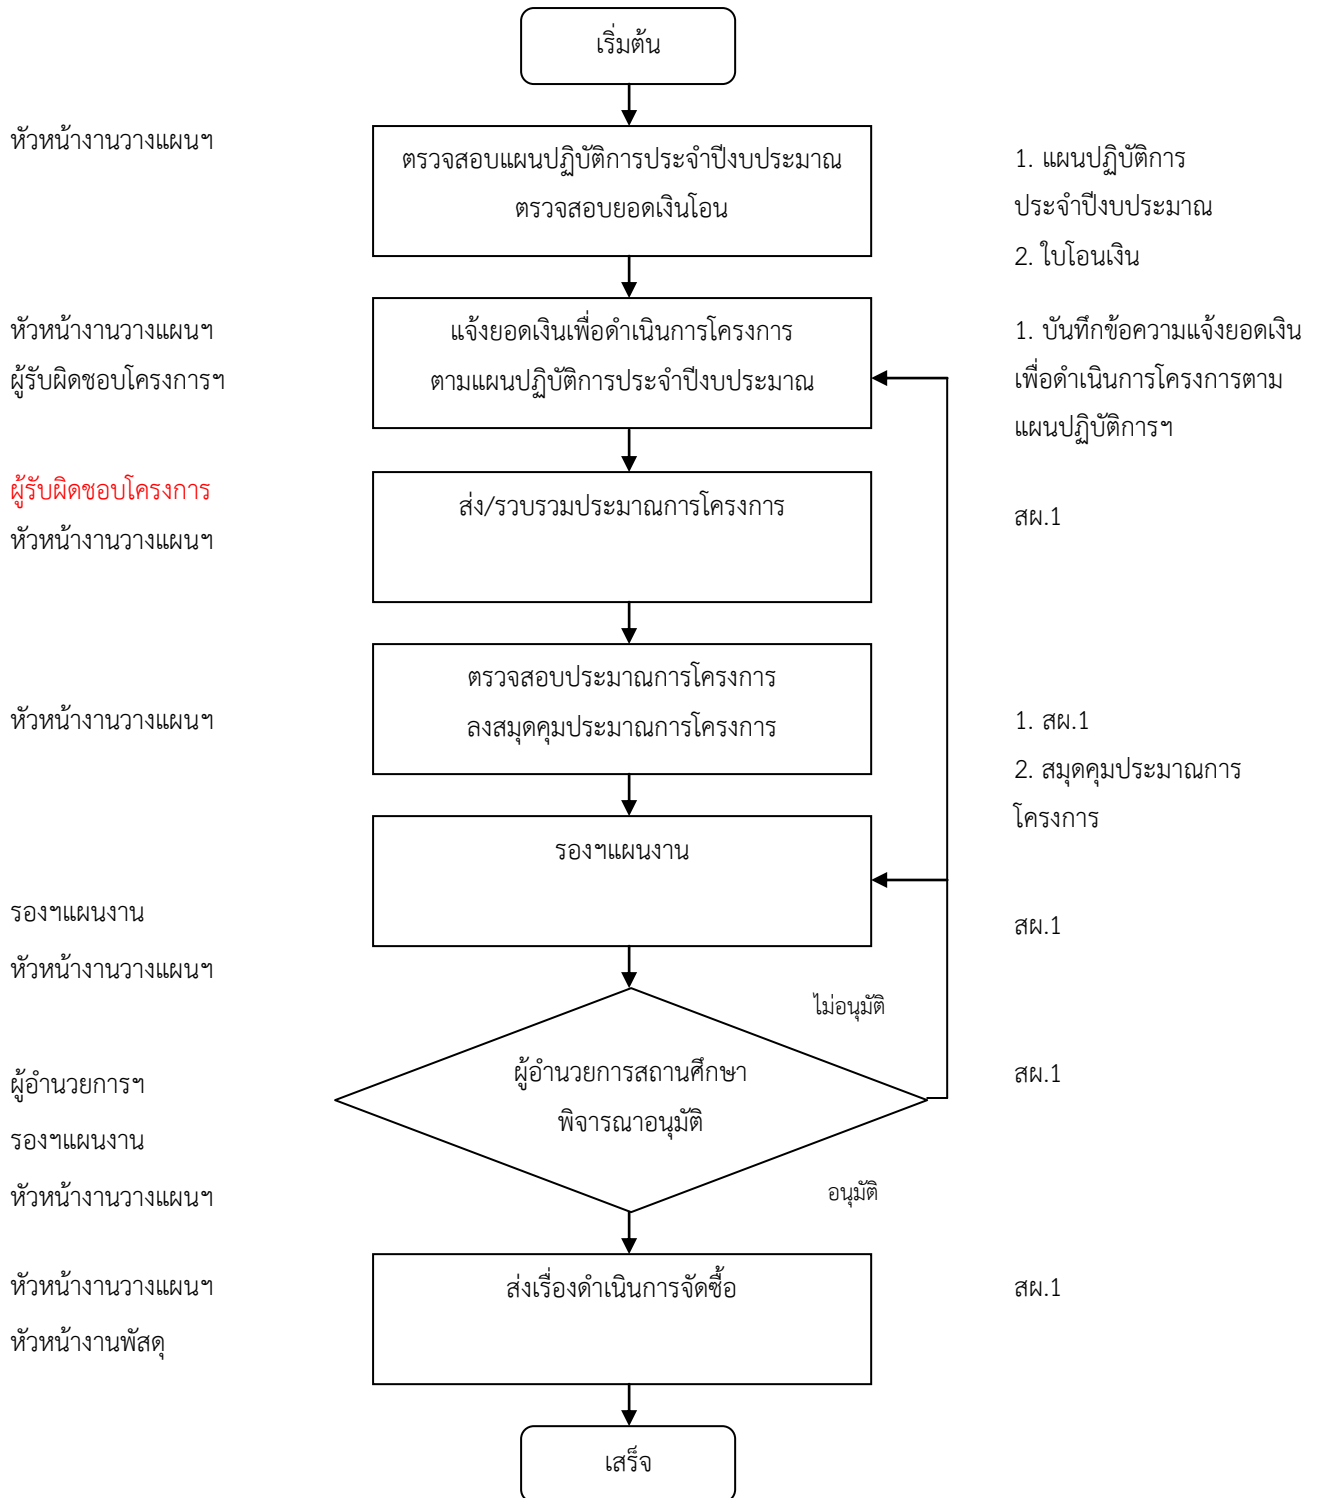 เริ่มต้น
หัวหน้างานวางแผนฯ
ตรวจสอบแผนปฏิบัติการประจำปีงบประมาณ
ตรวจสอบยอดเงินโอน
1. แผนปฏิบัติการ
ประจำปีงบประมาณ
2. ใบโอนเงิน
หัวหน้างานวางแผนฯ
ผู้รับผิดชอบโครงการฯ
แจ้งยอดเงินเพื่อดำเนินการโครงการ
ตามแผนปฏิบัติการประจำปีงบประมาณ
1. บันทึกข้อความแจ้งยอดเงิน
เพื่อดำเนินการโครงการตาม
แผนปฏิบัติการฯ
ผู้รับผิดชอบโครงการ
หัวหน้างานวางแผนฯ
ส่ง/รวบรวมประมาณการโครงการ
สผ.1
หัวหน้างานวางแผนฯ
ตรวจสอบประมาณการโครงการ
ลงสมุดคุมประมาณการโครงการ
1. สผ.1
2. สมุดคุมประมาณการ
โครงการ
รองฯแผนงาน
รองฯแผนงาน
หัวหน้างานวางแผนฯ
สผ.1
ไม่อนุมัติ
ผู้อำนวยการฯ
รองฯแผนงาน
หัวหน้างานวางแผนฯ
ผู้อำนวยการสถานศึกษา
พิจารณาอนุมัติ
สผ.1
อนุมัติ
หัวหน้างานวางแผนฯ
หัวหน้างานพัสดุ
ส่งเรื่องดำเนินการจัดซื้อ
สผ.1
เสร็จ